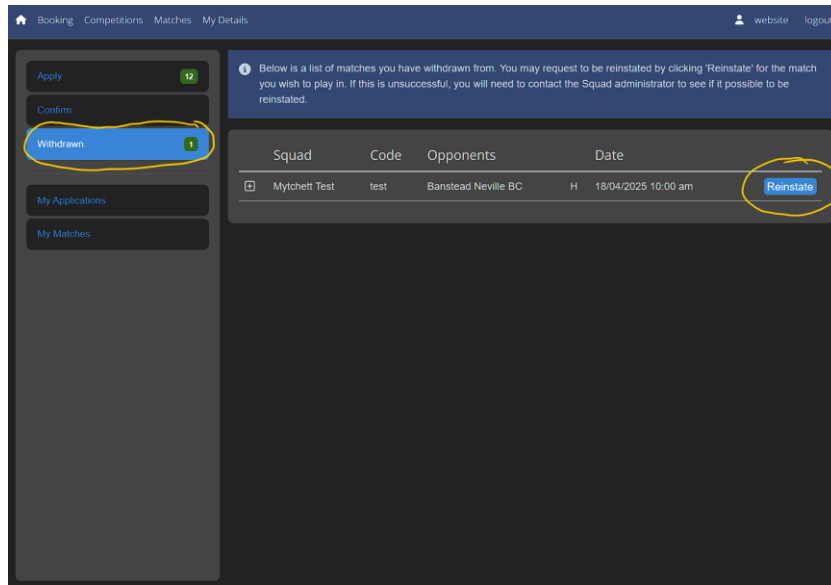 Booking Competitions Matches My Details website logout
Apply 12
Confirm
Withdrawn 1
My Applications
My Matches
Below is a list of matches you have withdrawn from. You may request to be reinstated by clicking 'Reinstate' for the match
you wish to play in. If this is unsuccessful, you will need to contact the Squad administrator to see if it possible to be
reinstated.
Squad Code Opponents Date
Mytchett Test test Banstead Neville BC H 18/04/2025 10:00 am Reinstate